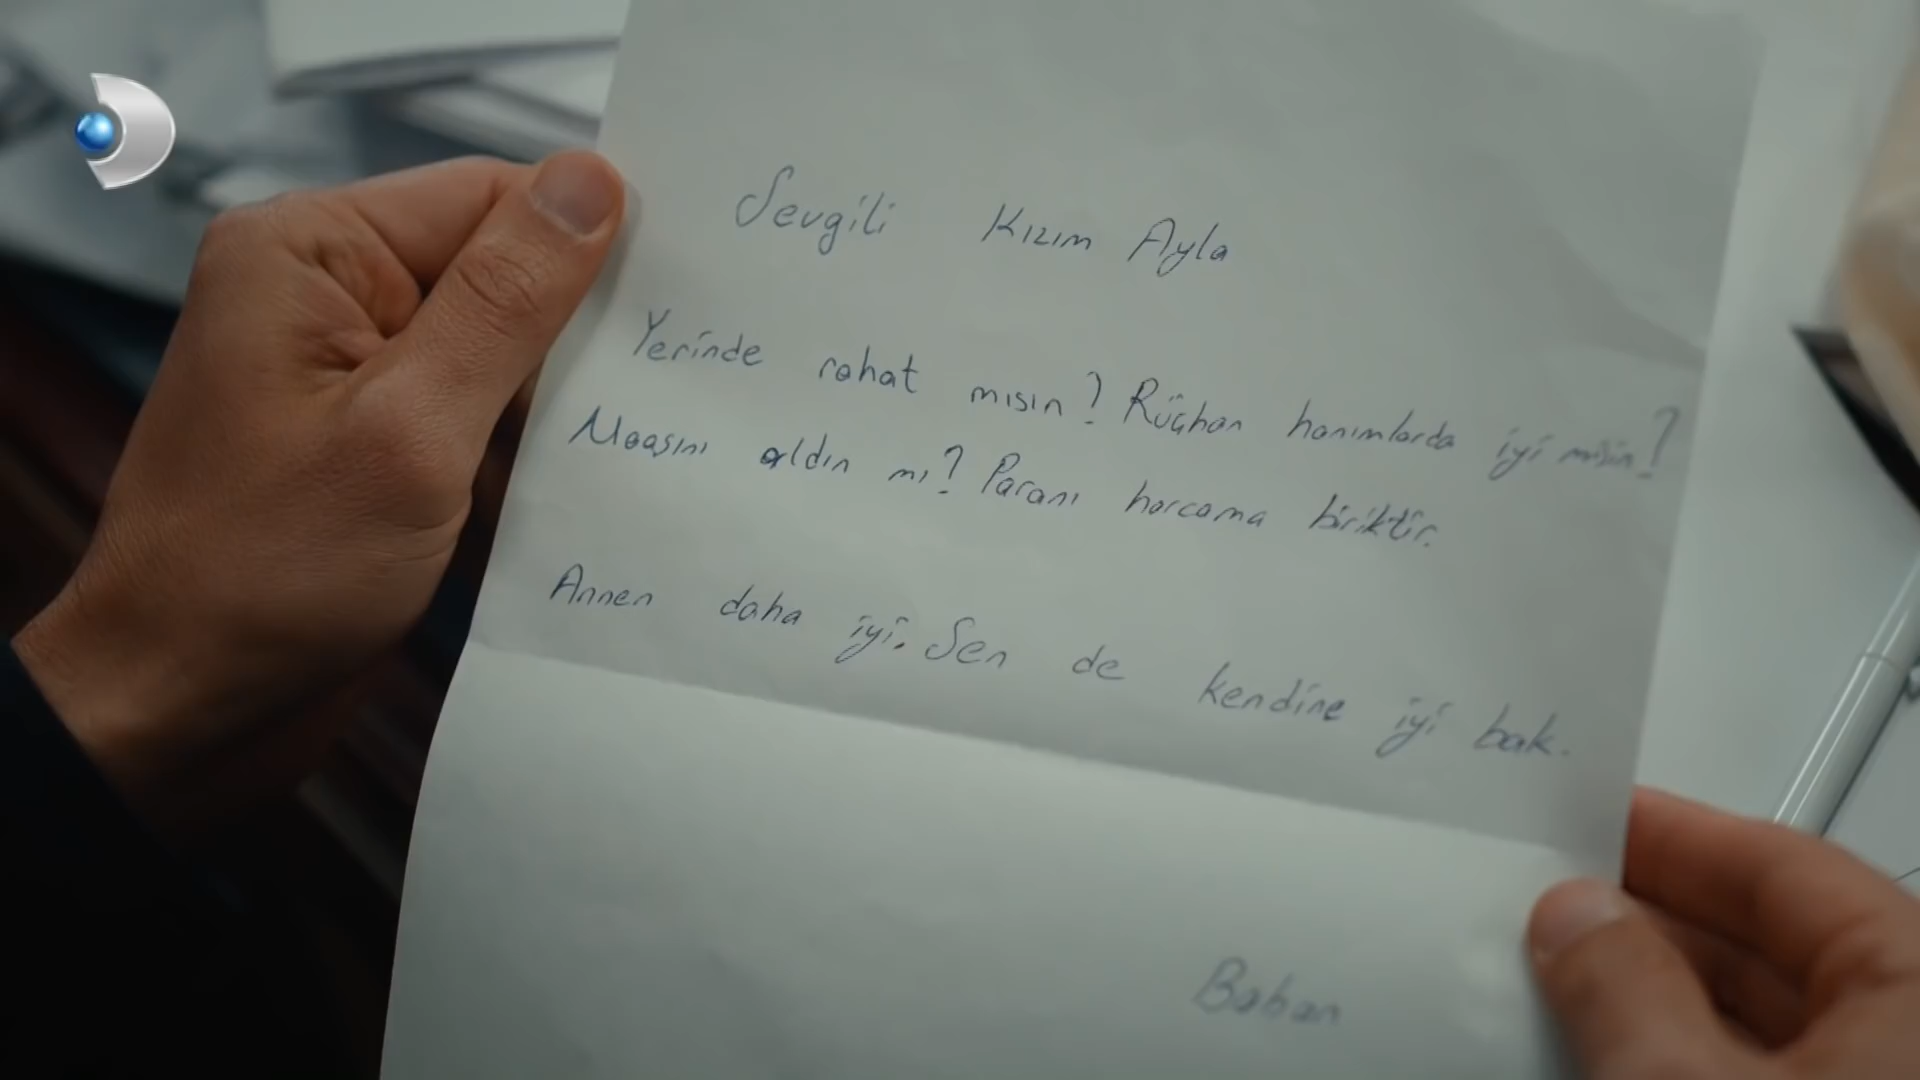 Sevgili Kızım Ayla
Yerinde rahat mısın? Rüçhan hanımlarda iyi misin?
Maaşını aldın mı? Paranı harcama biriktir.
Annen daha iyi. Sen de kendine iyi bak.
Baban